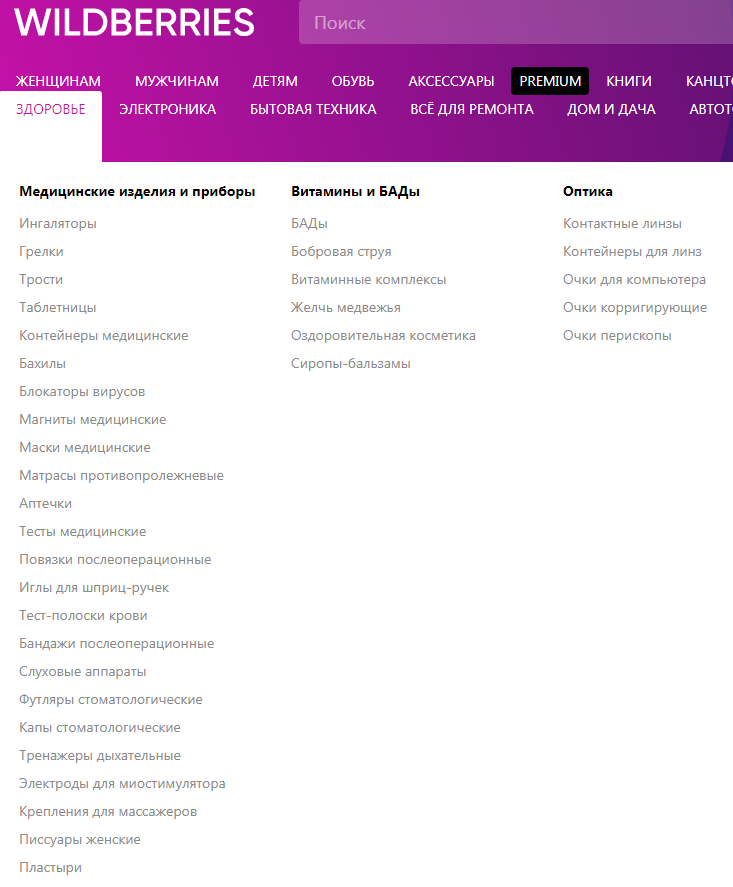 WILDBERRIES
Поиск
ЖЕНЩИНАМ МУЖЧИНАМ ДЕТЯМ ОБУВЬ АКСЕССУАРЫ PREMIUM КНИГИ КАНЦТ
ЗДОРОВЬЕ ЭЛЕКТРОНИКА БЫТОВАЯ ТЕХНИКА ВСЁ ДЛЯ РЕМОНТА ДОМ И ДАЧА АВТОТ
Медицинские изделия и приборы
Ингаляторы
Грелки
Трости
Таблетницы
Контейнеры медицинские
Бахилы
Блокаторы вирусов
Магниты медицинские
Маски медицинские
Матрасы противопролежневые
Аптечки
Тесты медицинские
Повязки послеоперационные
Иглы для шприц-ручек
Тест-полоски крови
Бандажи послеоперационные
Слуховые аппараты
Футляры стоматологические
Капы стоматологические
Тренажеры дыхательные
Электроды для миостимулятора
Крепления для массажеров
Писсуары женские
Пластыри
Витамины и БАДы
БАДы
Бобровая струя
Витаминные комплексы
Желчь медвежья
Оздоровительная косметика
Сиропы-бальзамы
Оптика
Контактные линзы
Контейнеры для линз
Очки для компьютера
Очки корригирующие
Очки перископы